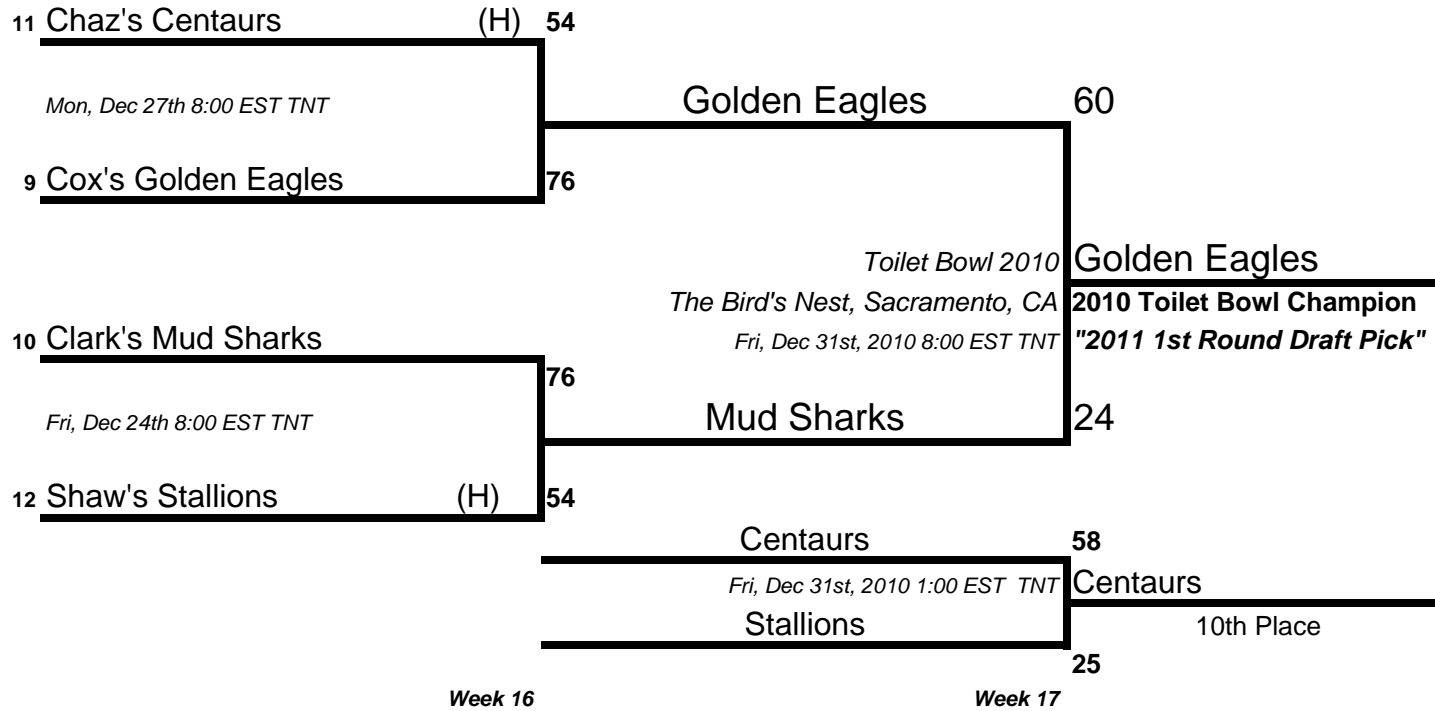 11 Chaz's Centaurs (H) 54
Mon, Dec 27th 8:00 EST TNT
Golden Eagles 60
9 Cox's Golden Eagles 76
Toilet Bowl 2010 Golden Eagles
The Bird's Nest, Sacramento, CA 2010 Toilet Bowl Champion
10 Clark's Mud Sharks
Fri, Dec 31st, 2010 8:00 EST TNT "2011 1st Round Draft Pick"
76
Fri, Dec 24th 8:00 EST TNT
Mud Sharks 24
12 Shaw's Stallions (H) 54
Centaurs 58
Fri, Dec 31st, 2010 1:00 EST TNT Centaurs
Stallions 10th Place
25
Week 16 Week 17